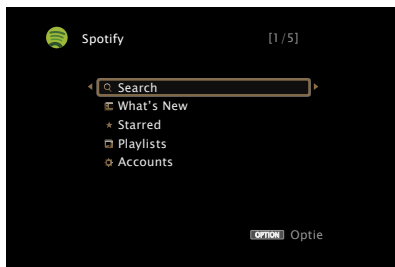 Spotify [1/5]
Search
What's New
Starred
Playlists
Accounts
OPTION Optie